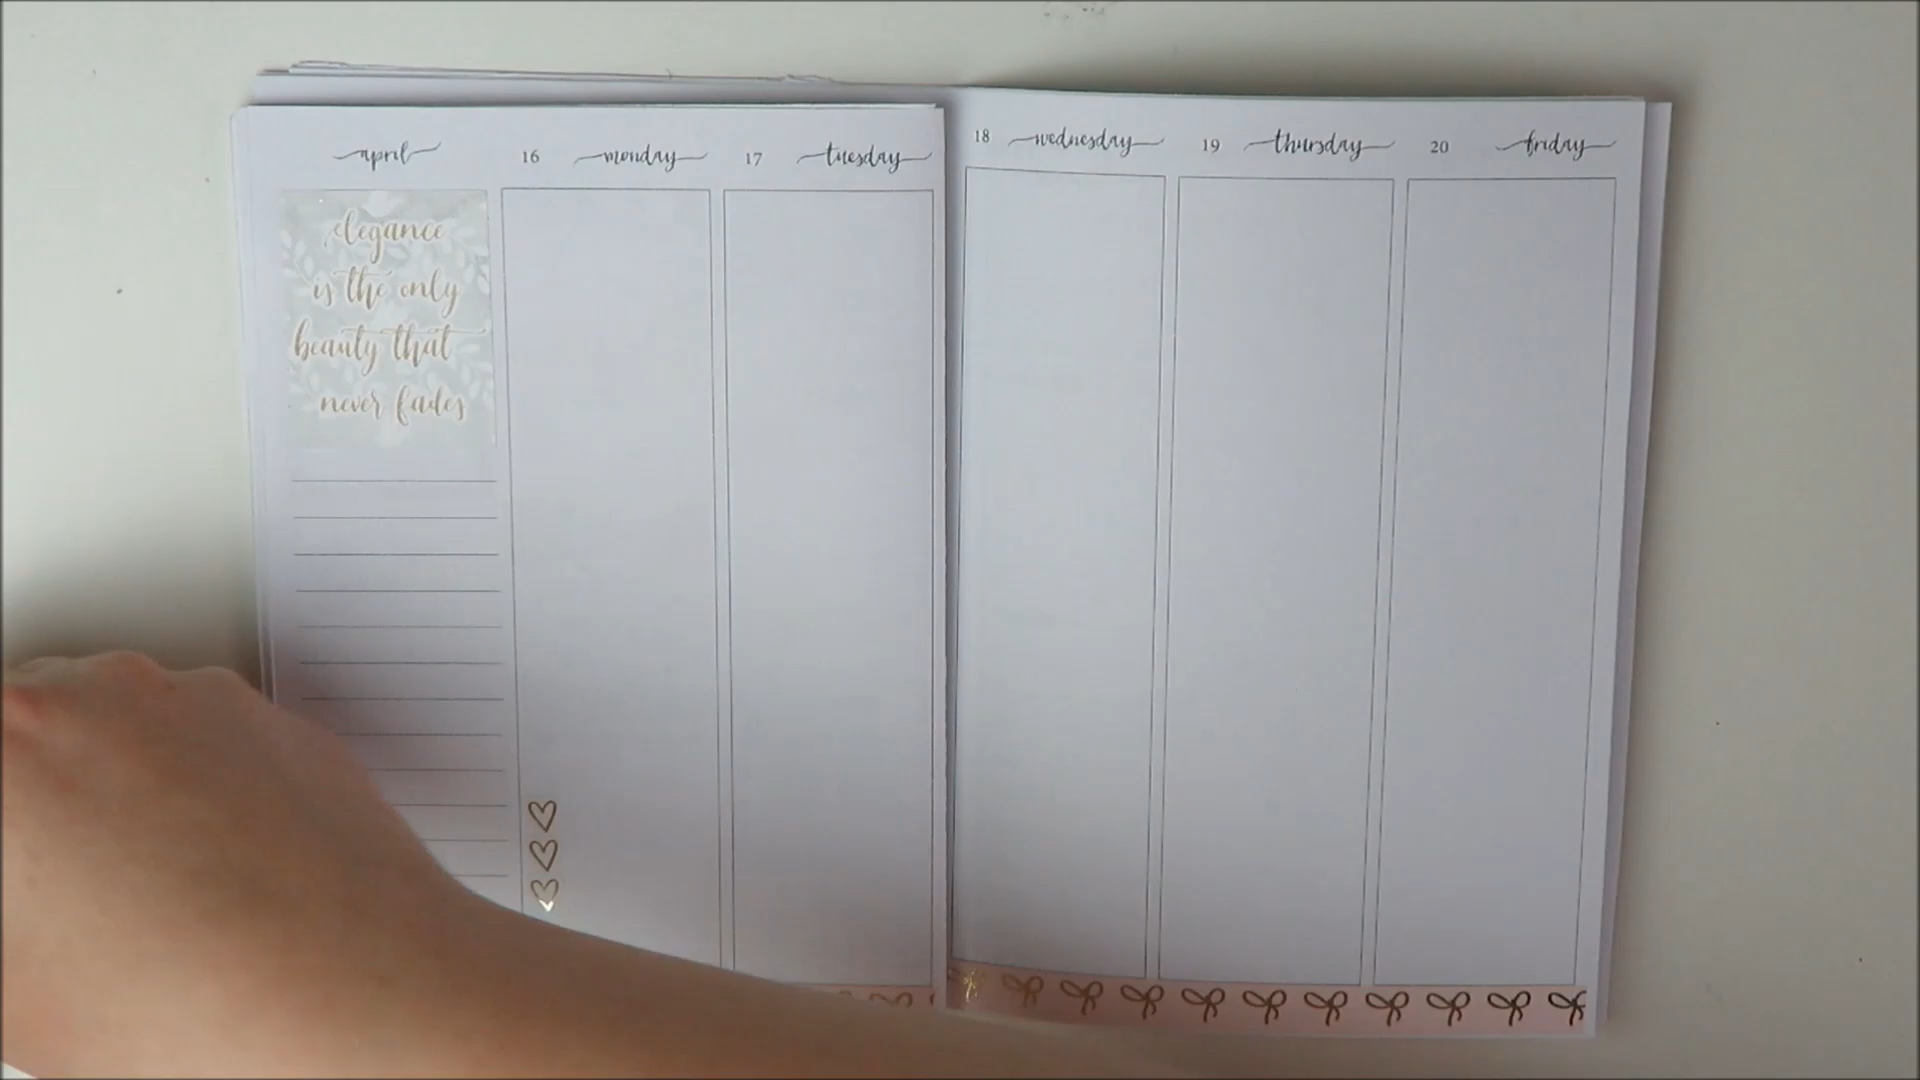 april
16 monday
17 tuesday
18 wednesday
19 thursday
20 friday
elegance
is the only
beauty that
never fades